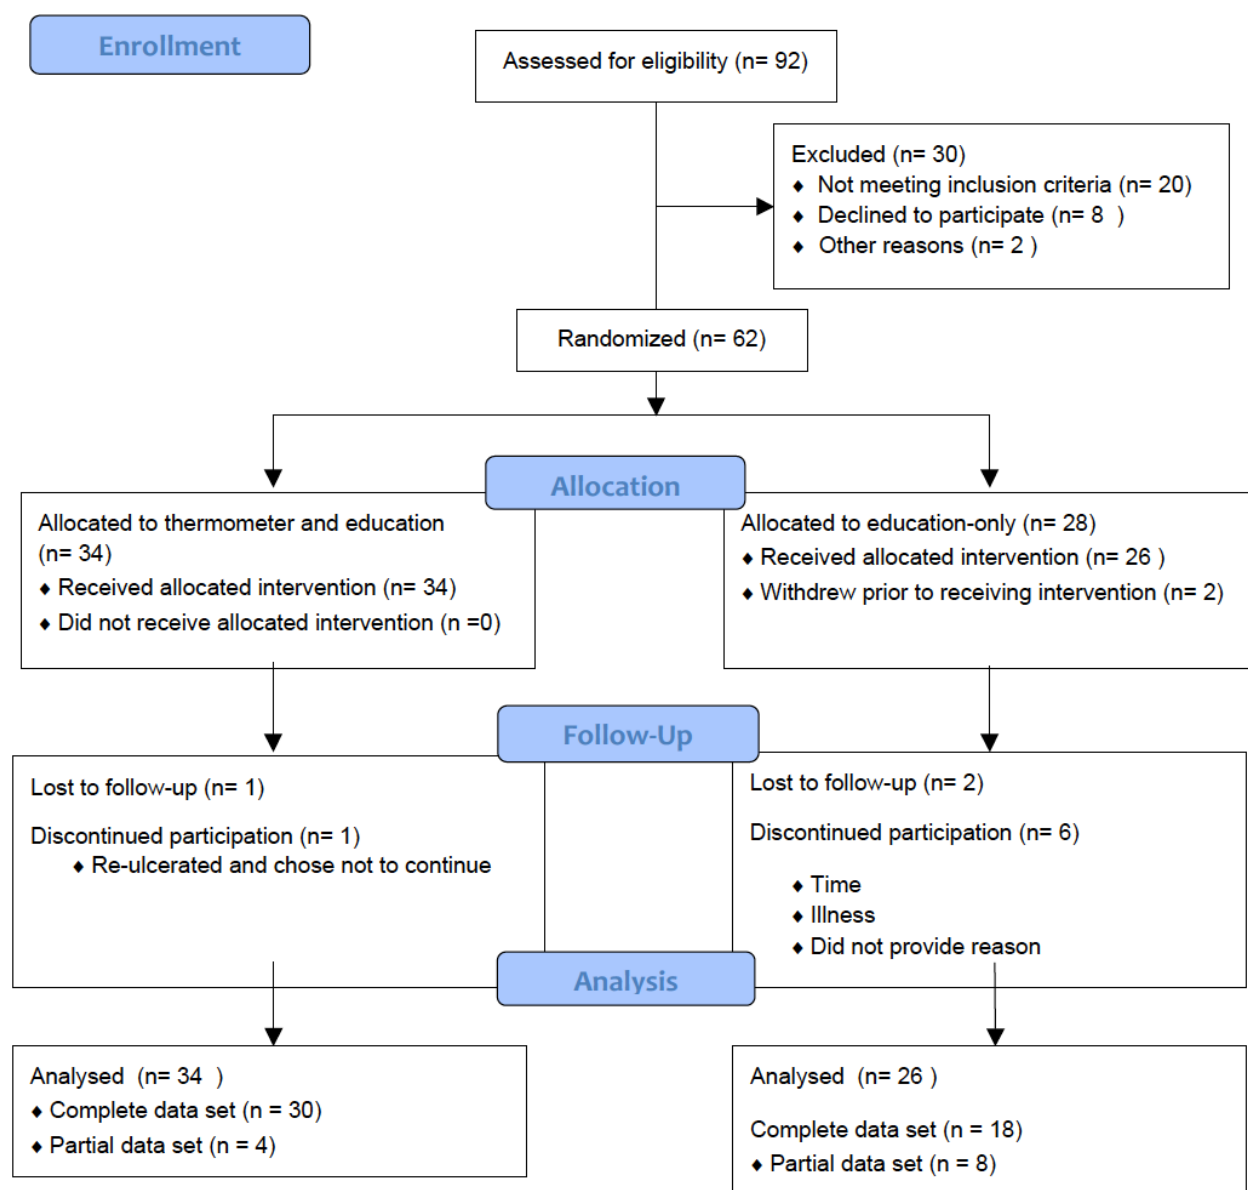 Enrollment
Assessed for eligibility (n= 92)
Excluded (n= 30)
♦ Not meeting inclusion criteria (n= 20)
♦ Declined to participate (n= 8  )
♦ Other reasons (n= 2 )
Randomized (n= 62)
Allocation
Allocated to thermometer and education
(n= 34)
♦ Received allocated intervention (n= 34)
♦ Did not receive allocated intervention (n =0)
Allocated to education-only (n= 28)
♦ Received allocated intervention (n= 26 )
♦ Withdrew prior to receiving intervention (n= 2)
Follow-Up
Lost to follow-up (n= 1)
Discontinued participation (n= 1)
♦ Re-ulcerated and chose not to continue
Lost to follow-up (n= 2)
Discontinued participation (n= 6)
♦ Time
♦ Illness
♦ Did not provide reason
Analysis
Analysed  (n= 34  )
♦ Complete data set (n = 30)
♦ Partial data set (n = 4)
Analysed  (n= 26 )
Complete data set (n = 18)
♦ Partial data set (n = 8)